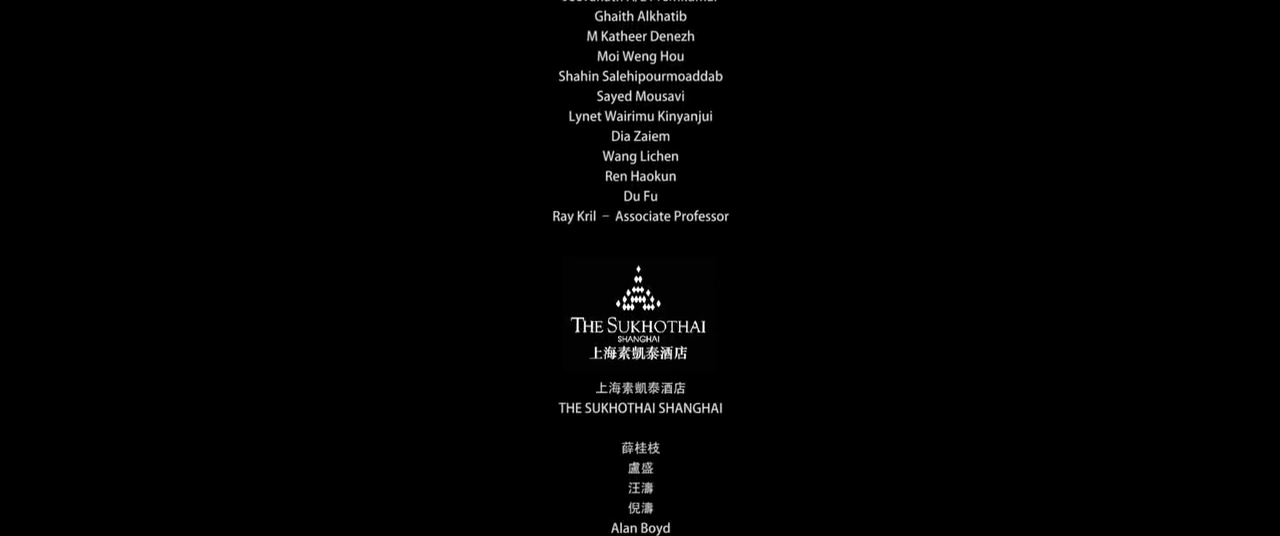 Ghaith Alkhatib
M Katheer Denezh
Moi Weng Hou
Shahin Salehipourmoaddab
Sayed Mousavi
Lynet Wairimu Kinyanjui
Dia Zaiem
Wang Lichen
Ren Haokun
Du Fu
Ray Kril － Associate Professor
THE SUKHOTHAI
SHANGHAI
上海素凱泰酒店
上海素凱泰酒店
THE SUKHOTHAI SHANGHAI
薛桂枝
盧盛
汪濤
倪濤
Alan Boyd